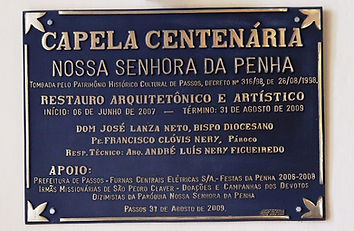 CAPELA CENTENÁRIA
NOSSA SENHORA DA PENHA
TOMBADA PELO PATRIMÔNIO HISTÓRICO CULTURAL DE PASSOS, DECRETO Nº 316/98, DE 26/08/1998.
RESTAURO ARQUITETÔNICO E ARTÍSTICO
INÍCIO: 06 DE JUNHO DE 2007 — TÉRMINO: 31 DE AGOSTO DE 2009
DOM JOSÉ LANZA NETO, BISPO DIOCESANO
PE. FRANCISCO CLÓVIS NERY, PÁROCO
RESP. TÉCNICO: ABO. ANDRÉ LUÍS NERY FIGUEIREDO
APOIO:
PREFEITURA DE PASSOS - FURNAS CENTRAIS ELÉTRICAS S/A.- FESTAS DA PENHA 2006-2009
IRMÃS MISSIONÁRIAS DE SÃO PEDRO CLAVER - DOAÇÕES E CAMPANHAS DOS DEVOTOS
DIZIMISTAS DA PARÓQUIA NOSSA SENHORA DA PENHA
PASSOS 31 DE AGOSTO DE 2009.